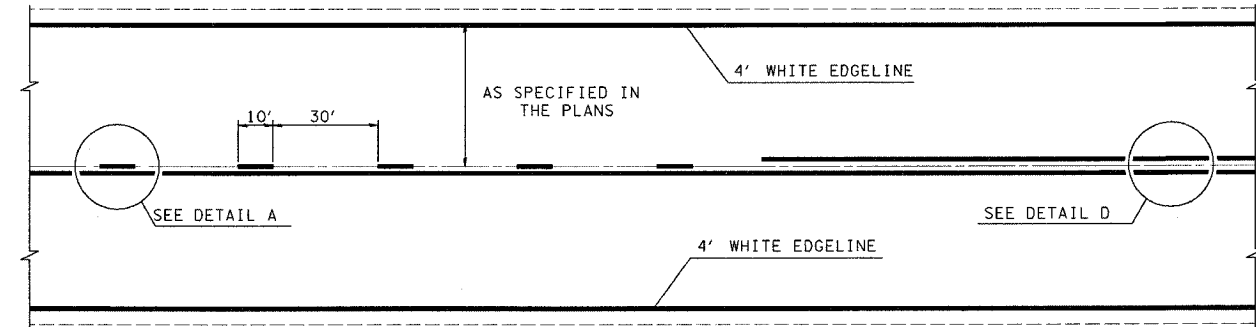 4' WHITE EDGELINE
AS SPECIFIED IN
THE PLANS
10'
30'
SEE DETAIL A
SEE DETAIL D
4' WHITE EDGELINE